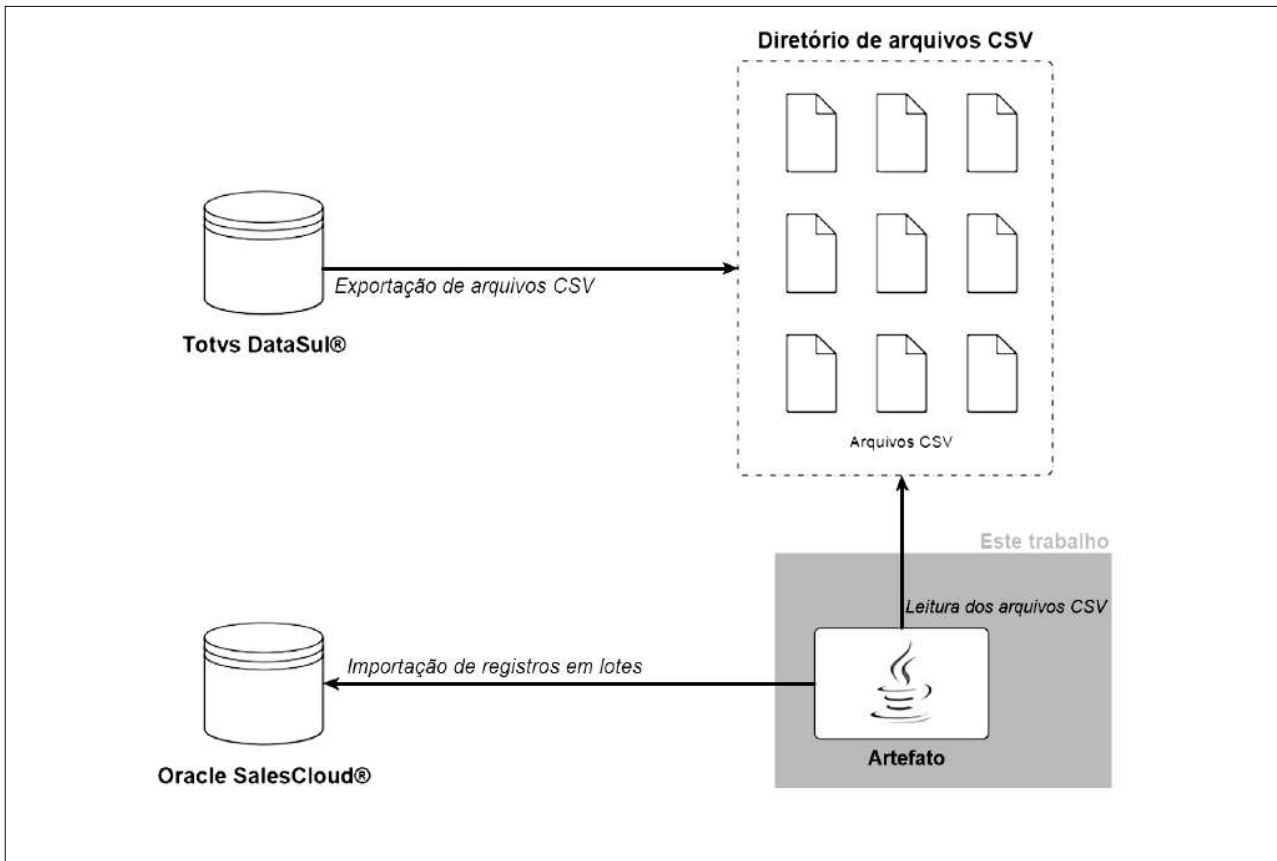 Diretório de arquivos CSV
Exportação de arquivos CSV
Totvs DataSul®
Arquivos CSV
Este trabalho
Leitura dos arquivos CSV
Importação de registros em lotes
Artefato
Oracle SalesCloud®